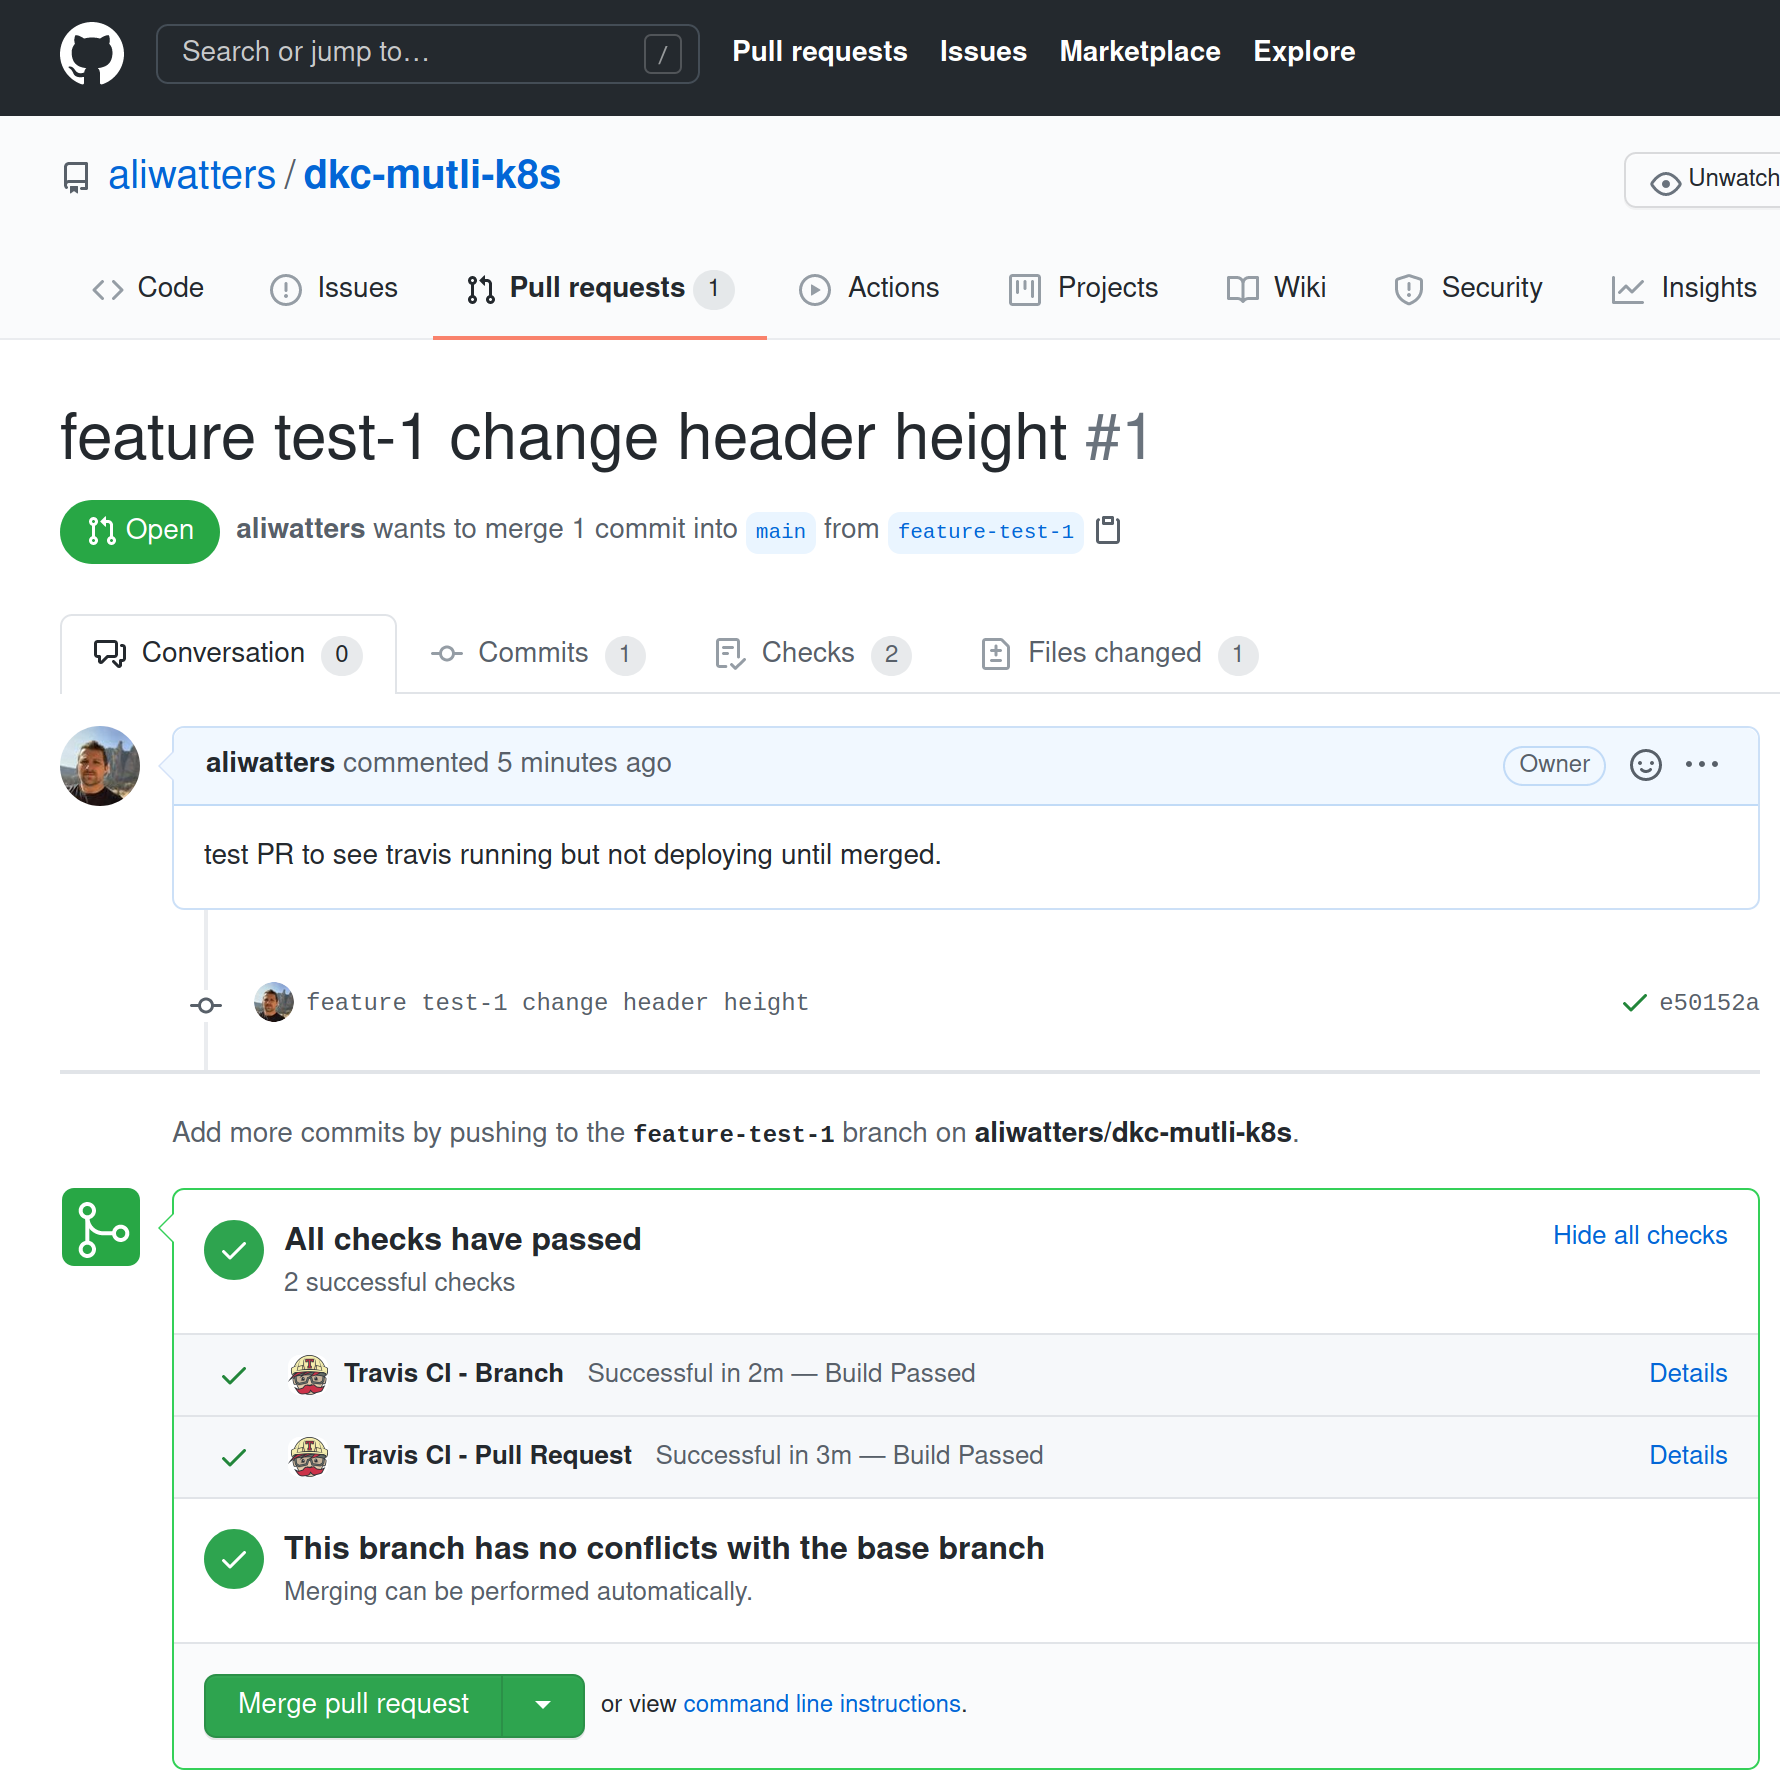 Search or jump to… / Pull requests Issues Marketplace Explore
aliwatters / dkc-mutli-k8s Unwatch
Code Issues Pull requests 1 Actions Projects Wiki Security Insights
feature test-1 change header height #1
Open aliwatters wants to merge 1 commit into main from feature-test-1
Conversation 0 Commits 1 Checks 2 Files changed 1
aliwatters commented 5 minutes ago Owner
test PR to see travis running but not deploying until merged.
feature test-1 change header height e50152a
Add more commits by pushing to the feature-test-1 branch on aliwatters/dkc-mutli-k8s.
All checks have passed Hide all checks
2 successful checks
Travis CI - Branch Successful in 2m — Build Passed Details
Travis CI - Pull Request Successful in 3m — Build Passed Details
This branch has no conflicts with the base branch
Merging can be performed automatically.
Merge pull request or view command line instructions.